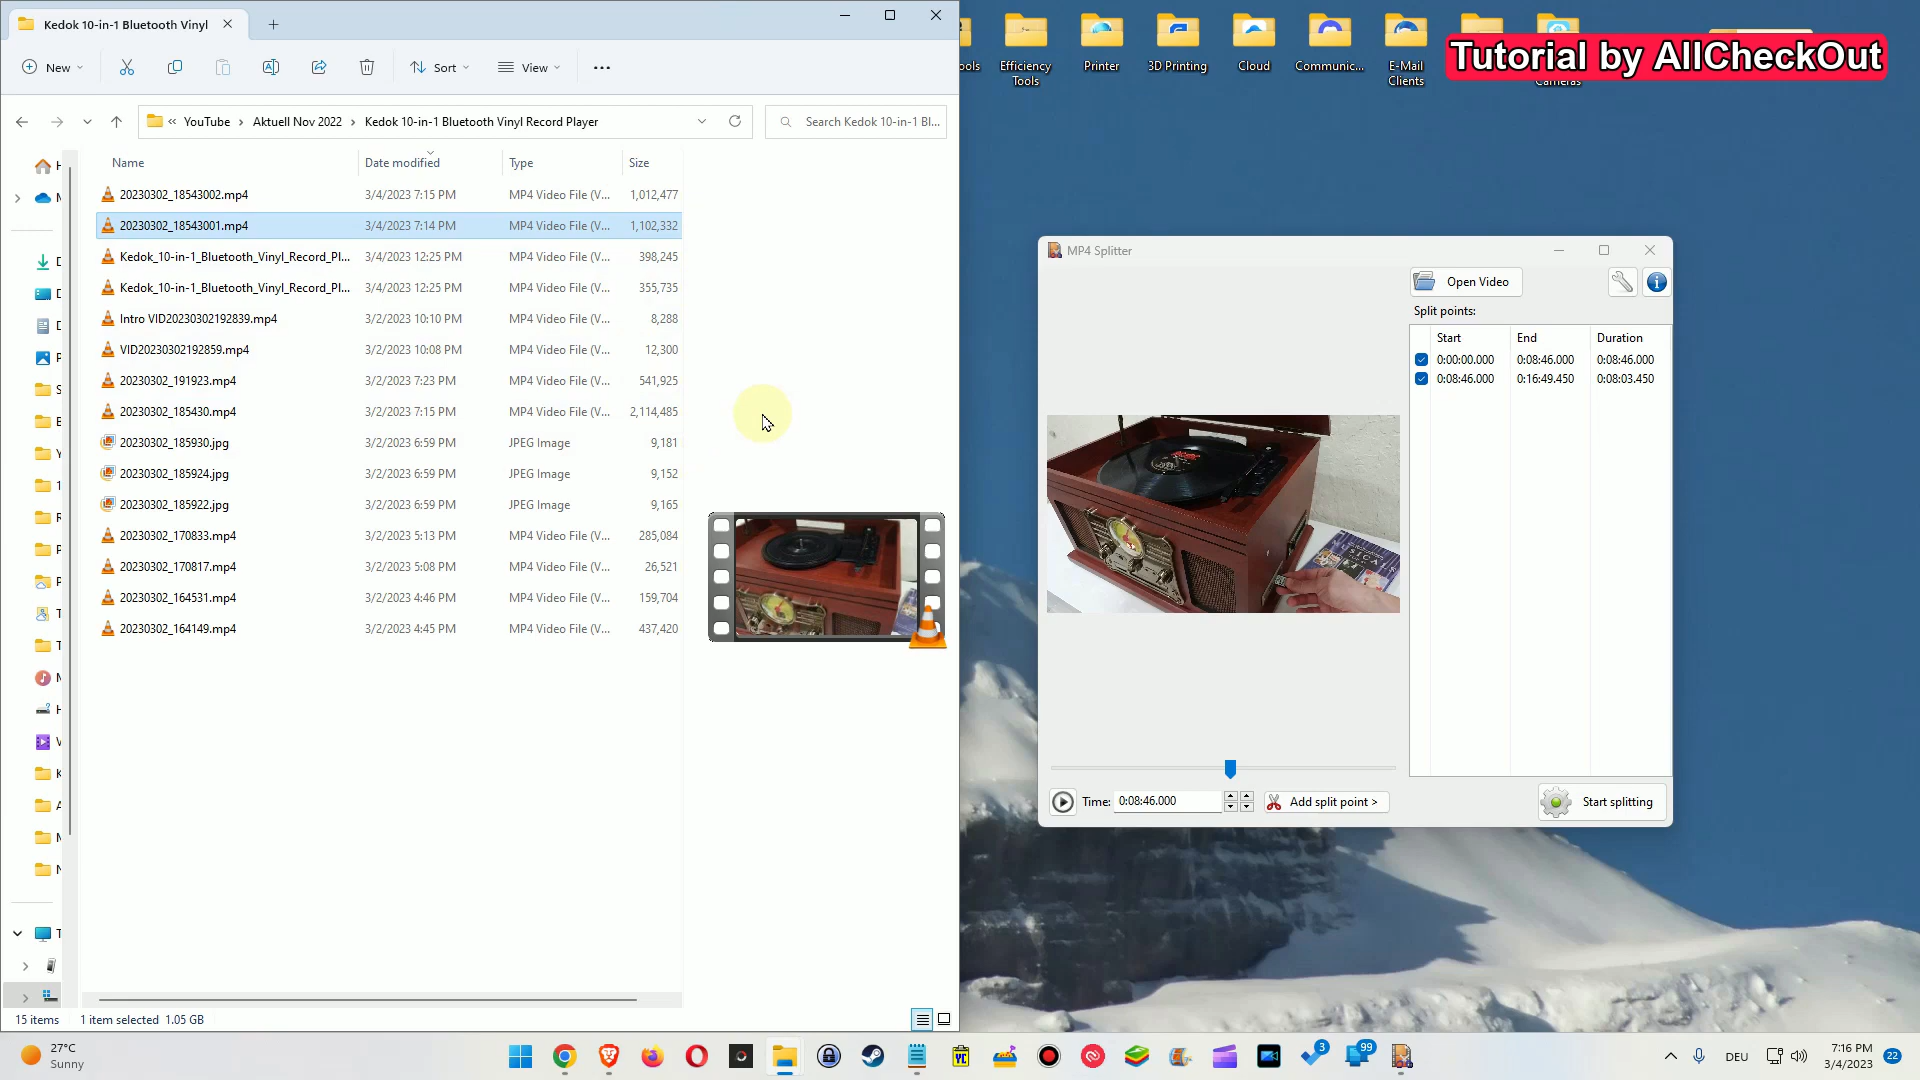 Kedok 10-in-1 Bluetooth Vinyl
New
Sort
View
YouTube > Aktuell Nov 2022 > Kedok 10-in-1 Bluetooth Vinyl Record Player
Search Kedok 10-in-1 Bl...
Name Date modified Type Size
20230302_18543002.mp4 3/4/2023 7:15 PM MP4 Video File (V... 1,012,477
20230302_18543001.mp4 3/4/2023 7:14 PM MP4 Video File (V... 1,102,332
Kedok_10-in-1_Bluetooth_Vinyl_Record_Pl... 3/4/2023 12:25 PM MP4 Video File (V... 398,245
Kedok_10-in-1_Bluetooth_Vinyl_Record_Pl... 3/4/2023 12:25 PM MP4 Video File (V... 355,735
Intro VID20230302192839.mp4 3/2/2023 10:10 PM MP4 Video File (V... 8,288
VID20230302192859.mp4 3/2/2023 10:08 PM MP4 Video File (V... 12,300
20230302_191923.mp4 3/2/2023 7:23 PM MP4 Video File (V... 541,925
20230302_185430.mp4 3/2/2023 7:15 PM MP4 Video File (V... 2,114,485
20230302_185930.jpg 3/2/2023 6:59 PM JPEG Image 9,181
20230302_185924.jpg 3/2/2023 6:59 PM JPEG Image 9,152
20230302_185922.jpg 3/2/2023 6:59 PM JPEG Image 9,165
20230302_170833.mp4 3/2/2023 5:13 PM MP4 Video File (V... 285,084
20230302_170817.mp4 3/2/2023 5:08 PM MP4 Video File (V... 26,521
20230302_164531.mp4 3/2/2023 4:46 PM MP4 Video File (V... 159,704
20230302_164149.mp4 3/2/2023 4:45 PM MP4 Video File (V... 437,420
15 items 1 item selected 1.05 GB
Efficiency
Tools
Printer
3D Printing
Cloud
Communic...
E-Mail
Clients
Cameras
Tutorial by AllCheckOut
MP4 Splitter
Open Video
Split points:
Start End Duration
0:00:00.000 0:08:46.000 0:08:46.000
0:08:46.000 0:16:49.450 0:08:03.450
Time: 0:08:46.000
Add split point >
Start splitting
27°C
Sunny
3
99
DEU
7:16 PM
3/4/2023
22